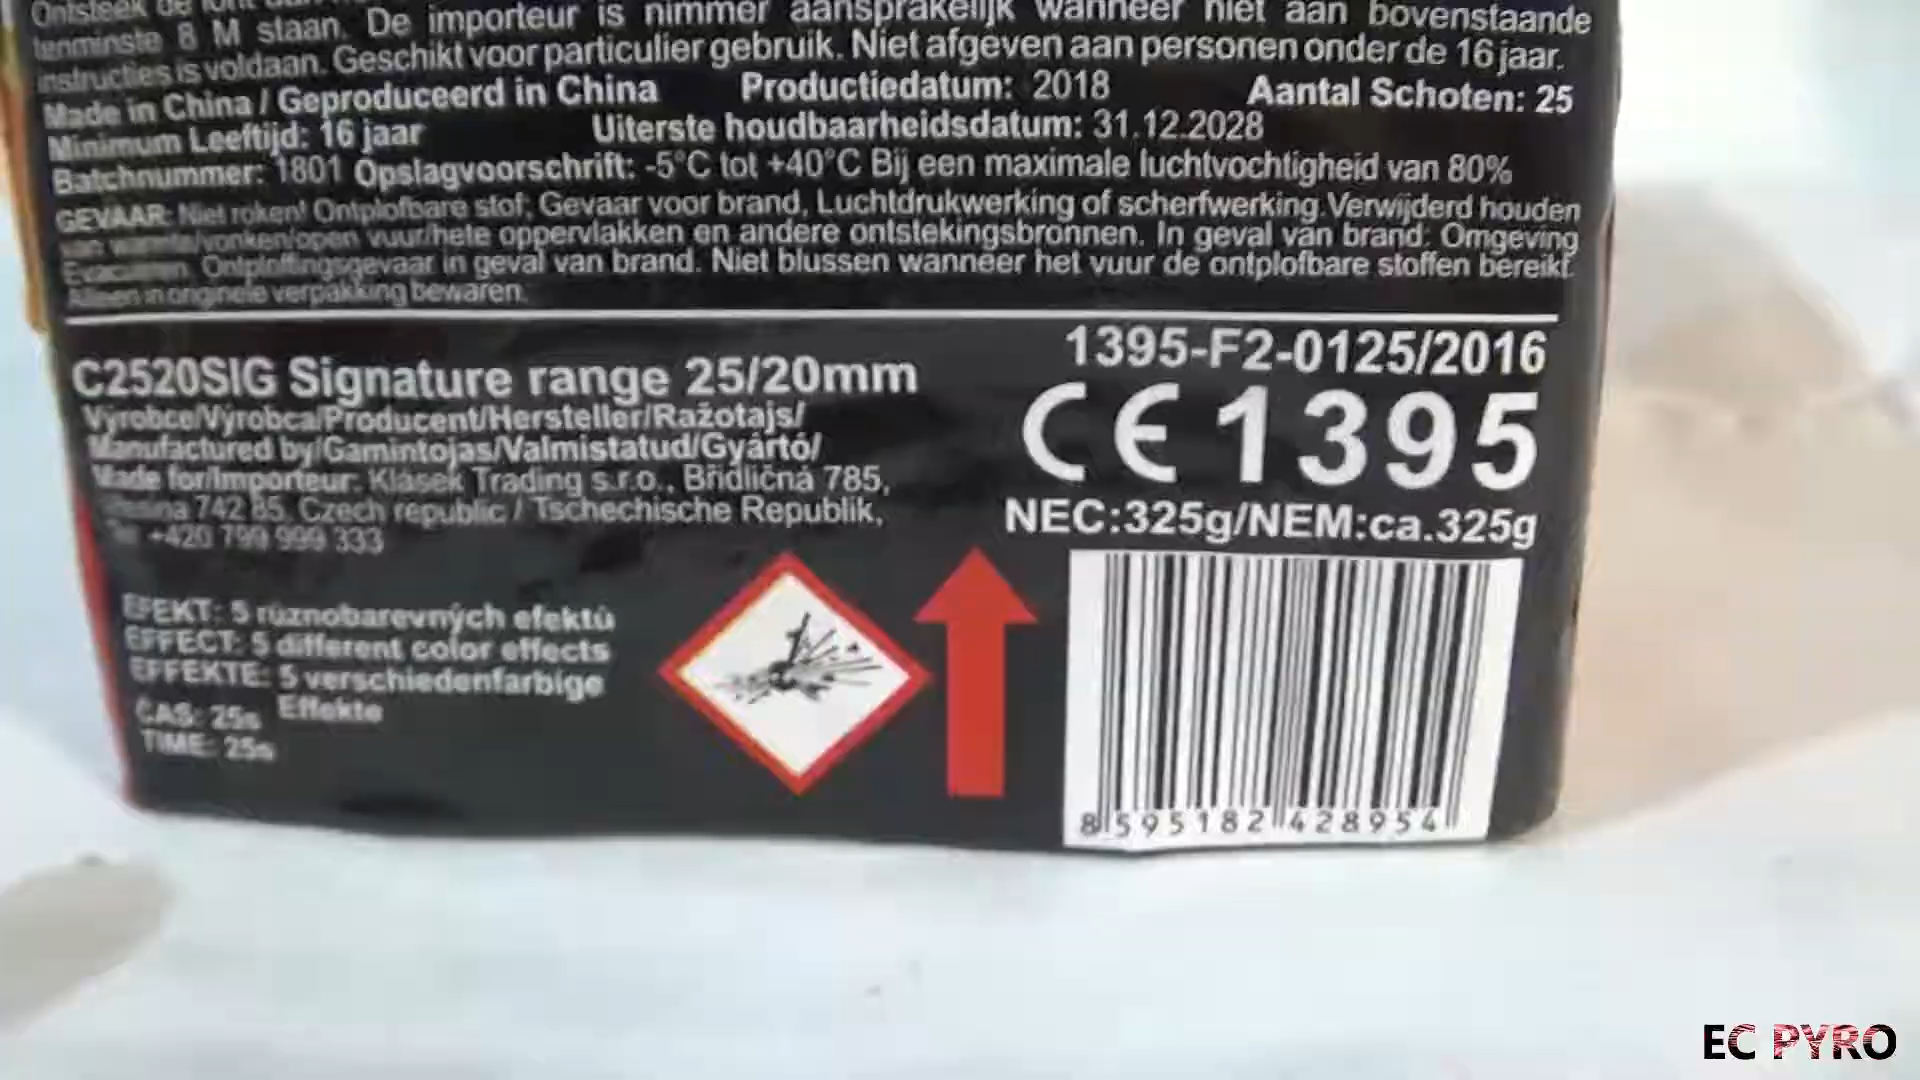 Ontsteek de lont aan
tenminste 8 M staan. De importeur is nimmer aansprakelijk wanneer niet aan bovenstaande
instructies is voldaan. Geschikt voor particulier gebruik. Niet afgeven aan personen onder de 16 jaar.
Made in China / Geproduceerd in China Productiedatum: 2018 Aantal Schoten: 25
Minimum Leeftijd: 16 jaar Uiterste houdbaarheidsdatum: 31.12.2028
Batchnummer: 1801 Opslagvoorschrift: -5°C tot +40°C Bij een maximale luchtvochtigheid van 80%
GEVAAR: Niet roken! Ontplofbare stof; Gevaar voor brand, Luchtdrukwerking of scherfwerking.Verwijderd houden
van warmte/vonken/open vuur/hete oppervlakken en andere ontstekingsbronnen. In geval van brand: Omgeving
Evacueren. Ontploffingsgevaar in geval van brand. Niet blussen wanneer het vuur de ontplofbare stoffen bereikt.
Alleen in originele verpakking bewaren.
1395-F2-0125/2016
C2520SIG Signature range 25/20mm
CE 1395
Výrobce/Výrobca/Producent/Hersteller/Ražotajs/
Manufactured by/Gamintojas/Valmistatud/Gyártó/
Made for/Importeur: Klásek Trading s.r.o., Břidličná 785,
742 85, Czech republic / Tschechische Republik,
+420 799 999 333
NEC:325g/NEM:ca.325g
EFEKT: 5 různobarevných efektů
EFFECT: 5 different color effects
EFFEKTE: 5 verschiedenfarbige
Effekte
CAS: 25s
TIME: 25s
8 595182 428954
EC PYRO